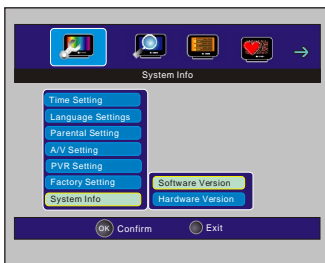 System Info
Time Setting
Language Settings
Parental Setting
A/V Setting
PVR Setting
Factory Setting
System Info
Software Version
Hardware Version
OK Confirm
Exit